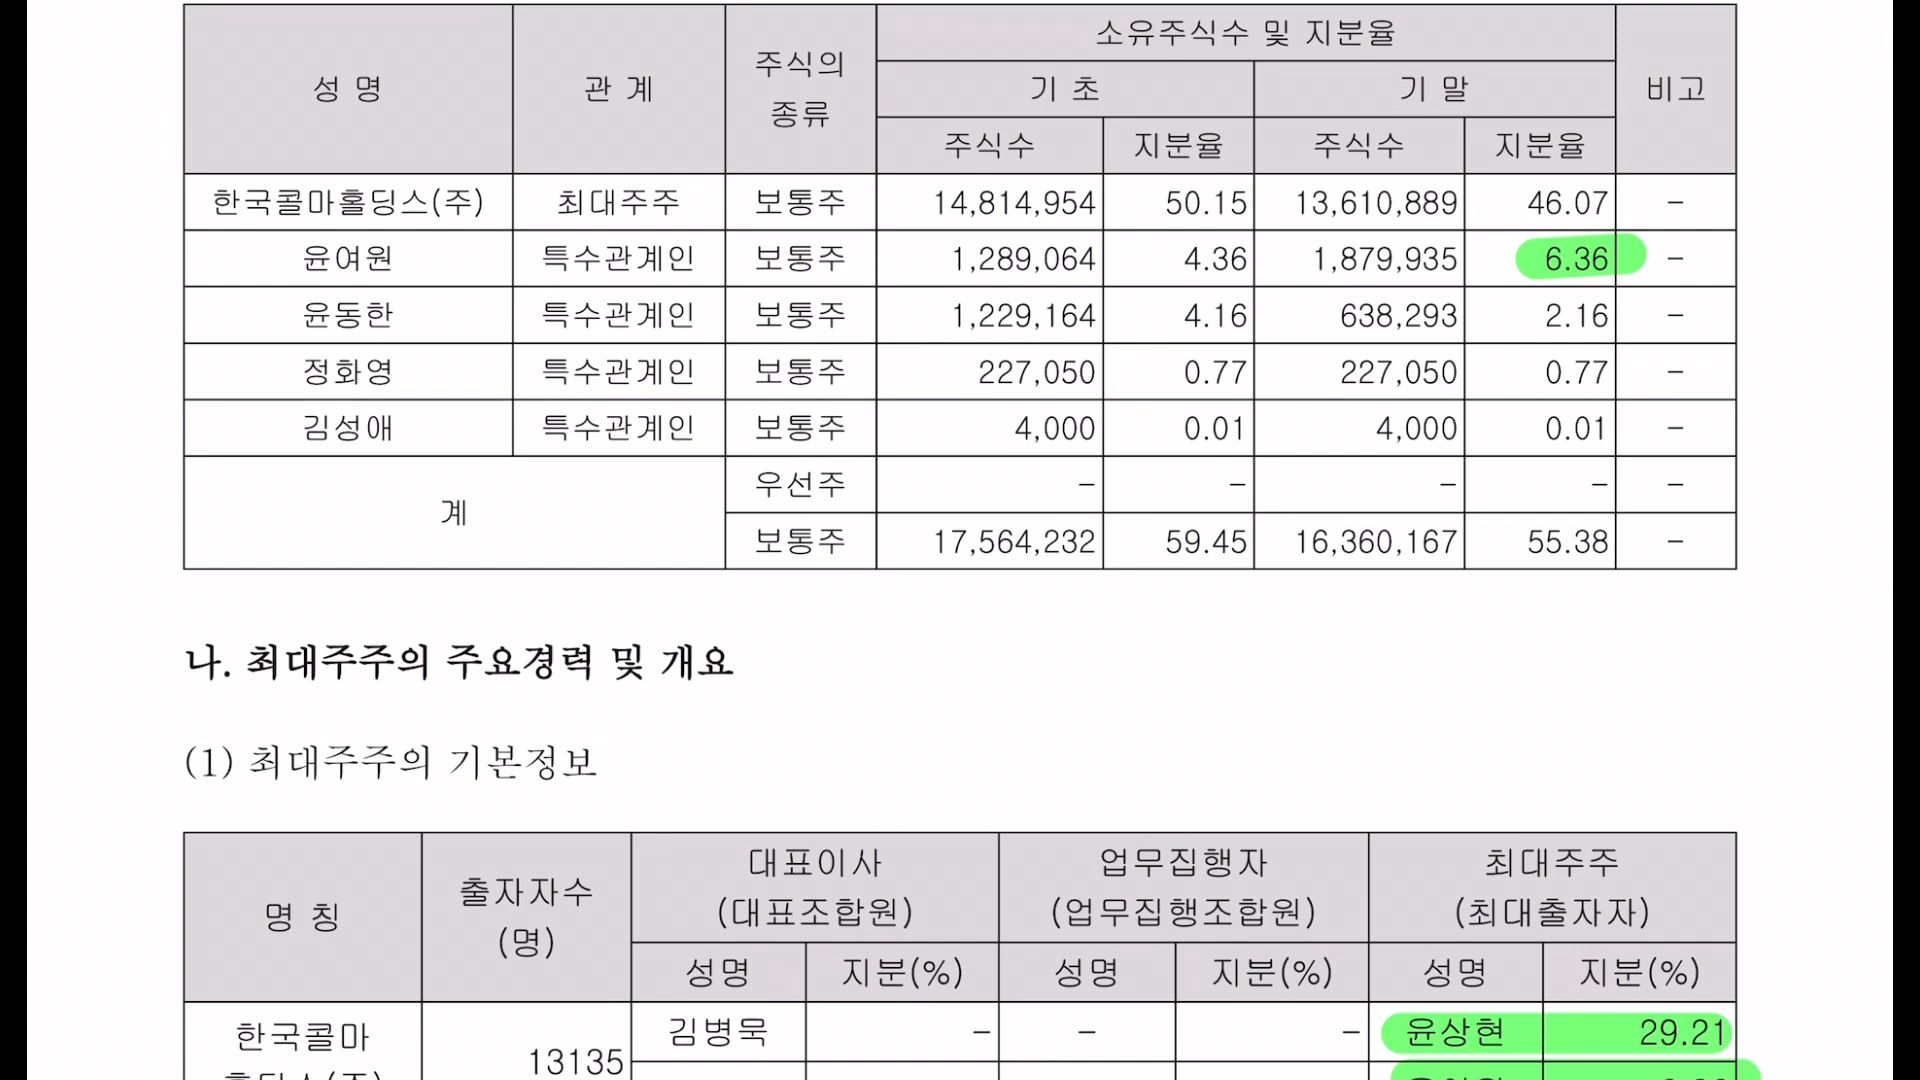 성 명 관 계 주식의 종류 소유주식수 및 지분율 비고
기 초 기 말
주식수 지분율 주식수 지분율
한국콜마홀딩스(주) 최대주주 보통주 14,814,954 50.15 13,610,889 46.07 –
윤여원 특수관계인 보통주 1,289,064 4.36 1,879,935 6.36 –
윤동한 특수관계인 보통주 1,229,164 4.16 638,293 2.16 –
정화영 특수관계인 보통주 227,050 0.77 227,050 0.77 –
김성애 특수관계인 보통주 4,000 0.01 4,000 0.01 –
계 우선주 – – – – –
보통주 17,564,232 59.45 16,360,167 55.38 –
나. 최대주주의 주요경력 및 개요
(1) 최대주주의 기본정보
명 칭 출자자수 (명) 대표이사 (대표조합원) 업무집행자 (업무집행조합원) 최대주주 (최대출자자)
성명 지분(%) 성명 지분(%) 성명 지분(%)
한국콜마 13135 김병묵 – – – 윤상현 29.21